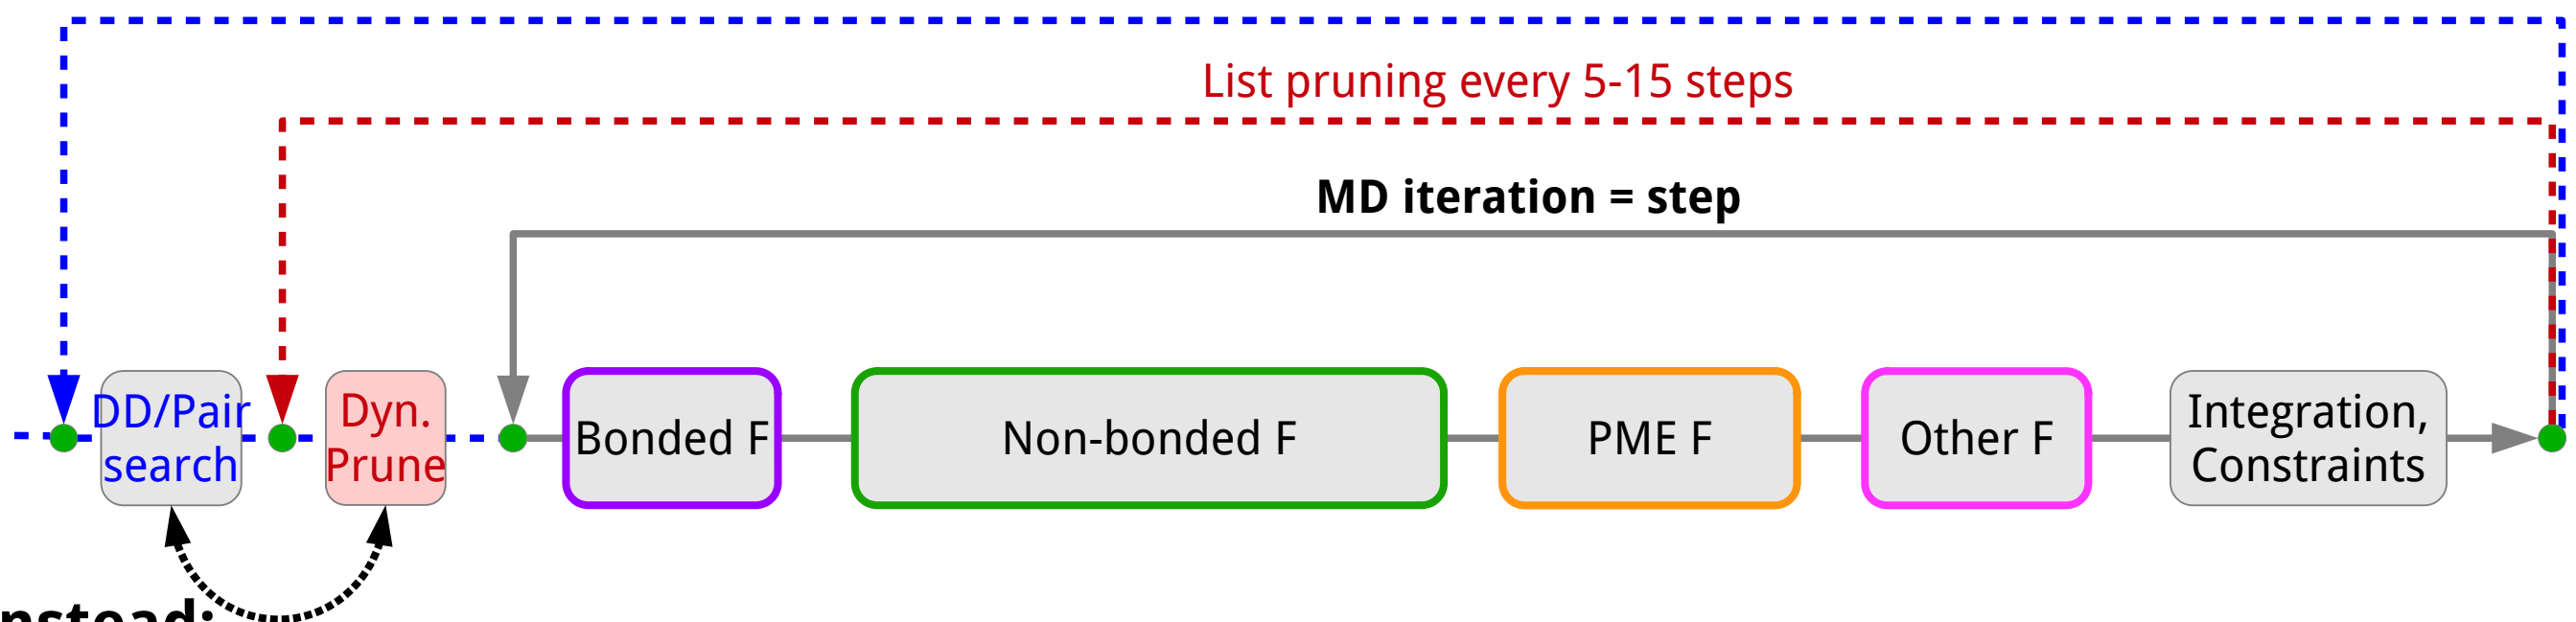 List pruning every 5-15 steps
MD iteration = step
DD/Pair
search
Dyn.
Prune
Bonded F
Non-bonded F
PME F
Other F
Integration,
Constraints